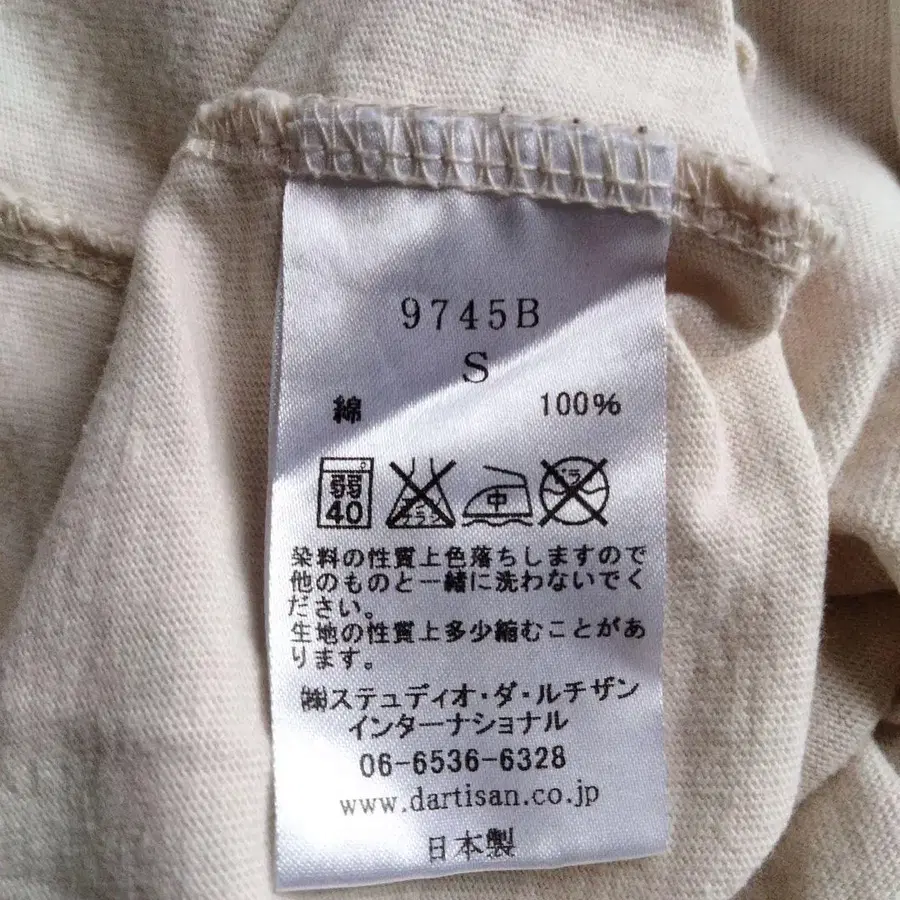 9745B
S
綿 100%
弱
40
エンソ
サラシ
中
ドライ
染料の性質上色落ちしますので
他のものと一緒に洗わないでく
ださい。
生地の性質上多少縮むことがあ
ります。
㈱ステュディオ・ダ・ルチザン
インターナショナル
06-6536-6328
www.dartisan.co.jp
日本製